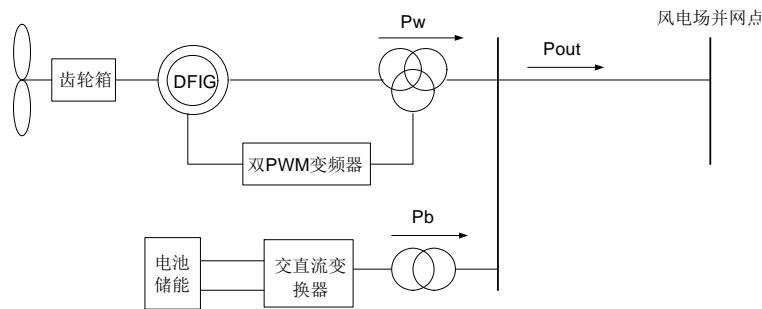 风电场并网点
Pw
Pout
齿轮箱
DFIG
双PWM变频器
Pb
电池
储能
交直流变
换器